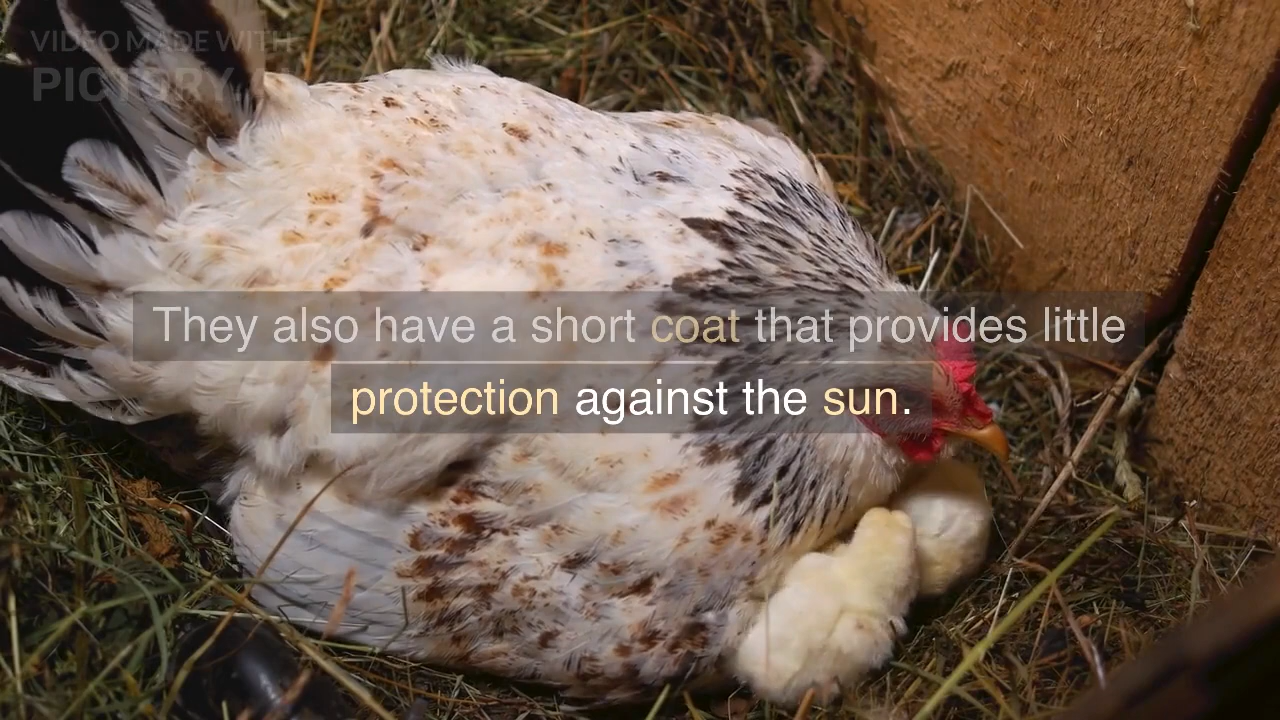 VIDEO MADE WITH
PICTORY
They also have a short coat that provides little
protection against the sun.